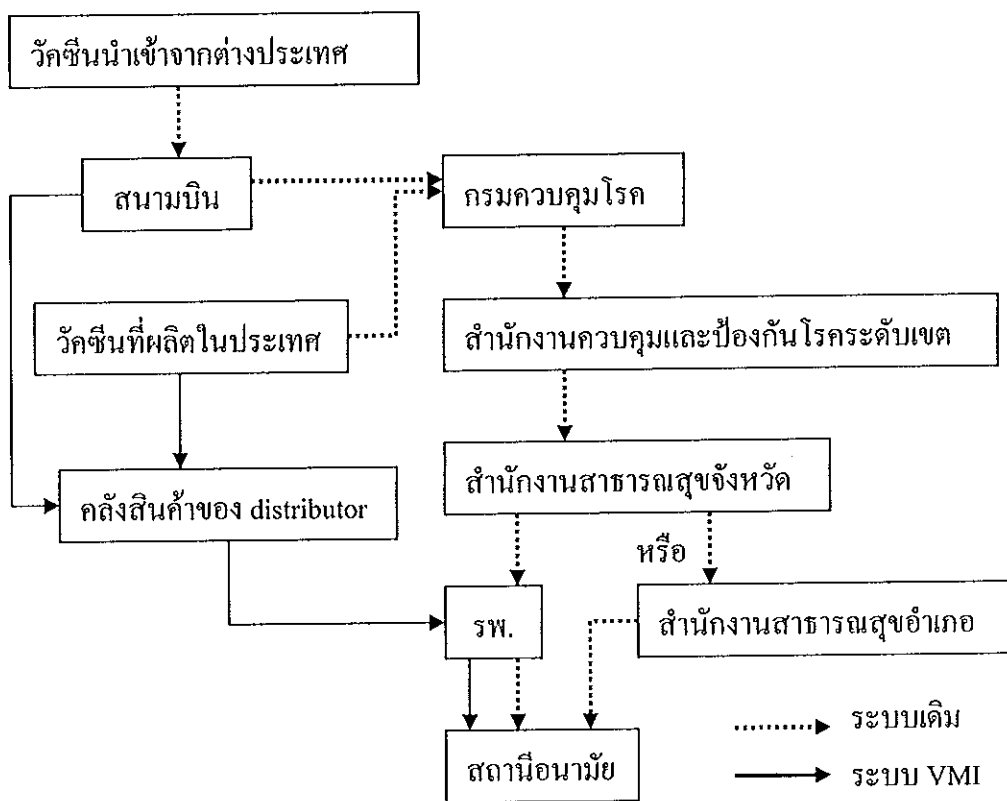 วัคซีนนำเข้าจากต่างประเทศ
สนามบิน
กรมควบคุมโรค
วัคซีนที่ผลิตในประเทศ
สำนักงานควบคุมและป้องกันโรคระดับเขต
คลังสินค้าของ distributor
สำนักงานสาธารณสุขจังหวัด
หรือ
รพ.
สำนักงานสาธารณสุขอำเภอ
สถานีอนามัย
ระบบเดิม
ระบบ VMI